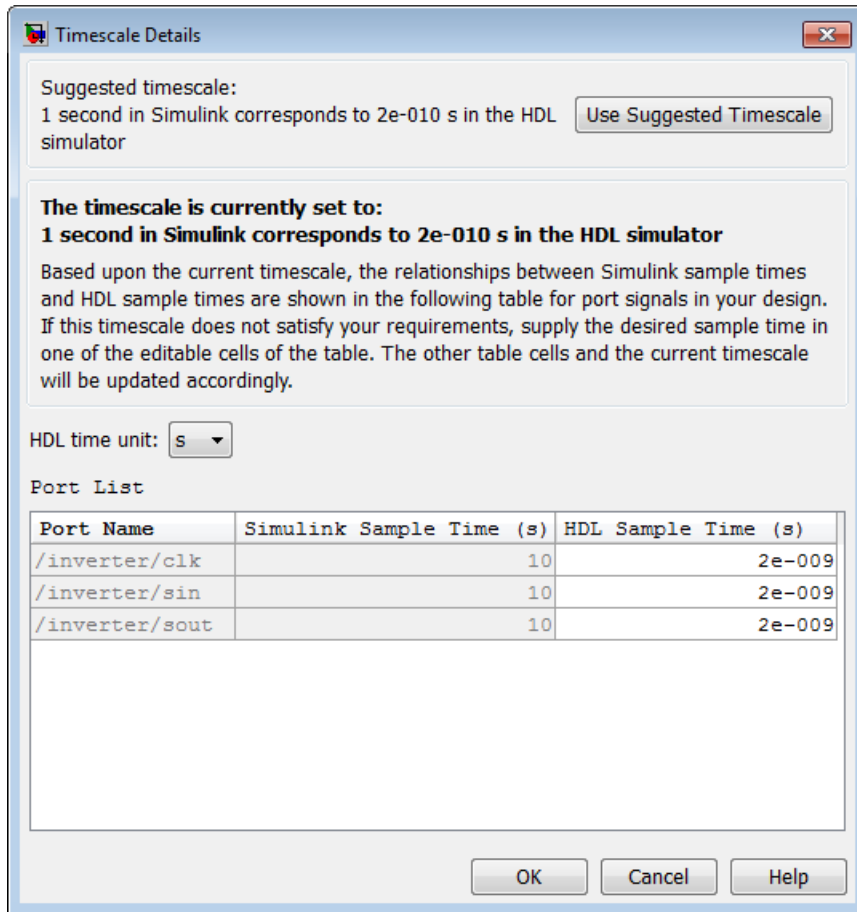 Timescale Details
Suggested timescale:
1 second in Simulink corresponds to 2e-010 s in the HDL
simulator
Use Suggested Timescale
The timescale is currently set to:
1 second in Simulink corresponds to 2e-010 s in the HDL simulator
Based upon the current timescale, the relationships between Simulink sample times
and HDL sample times are shown in the following table for port signals in your design.
If this timescale does not satisfy your requirements, supply the desired sample time in
one of the editable cells of the table. The other table cells and the current timescale
will be updated accordingly.
HDL time unit: s
Port List
Port Name Simulink Sample Time (s) HDL Sample Time (s)
/inverter/clk 10 2e-009
/inverter/sin 10 2e-009
/inverter/sout 10 2e-009
OK Cancel Help